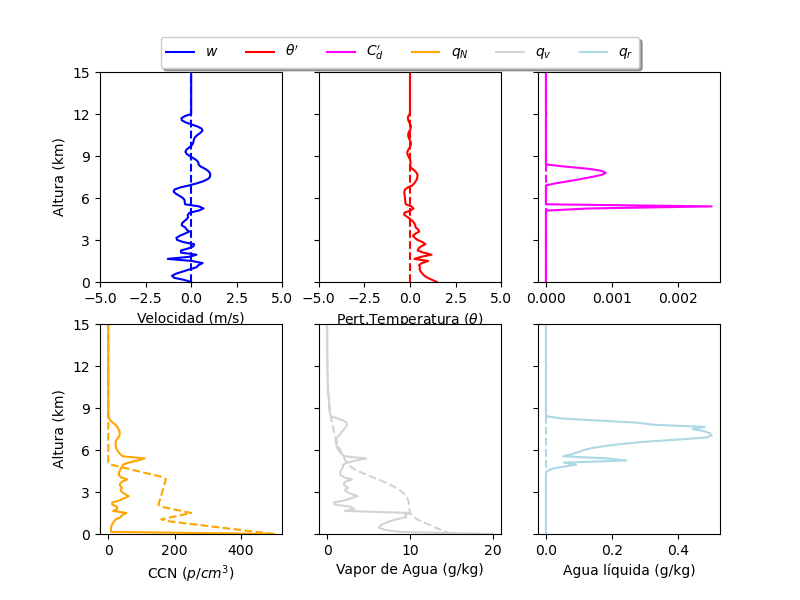 w θ′ C′d qN qv qr
15
12
9
6
3
0
Altura (km)
−5.0 −2.5 0.0 2.5 5.0
Velocidad (m/s)
−5.0 −2.5 0.0 2.5 5.0
Pert.Temperatura (θ)
0.000 0.001 0.002
15
12
9
6
3
0
Altura (km)
0 200 400
CCN (p/cm³)
0 10 20
Vapor de Agua (g/kg)
0.0 0.2 0.4
Agua líquida (g/kg)